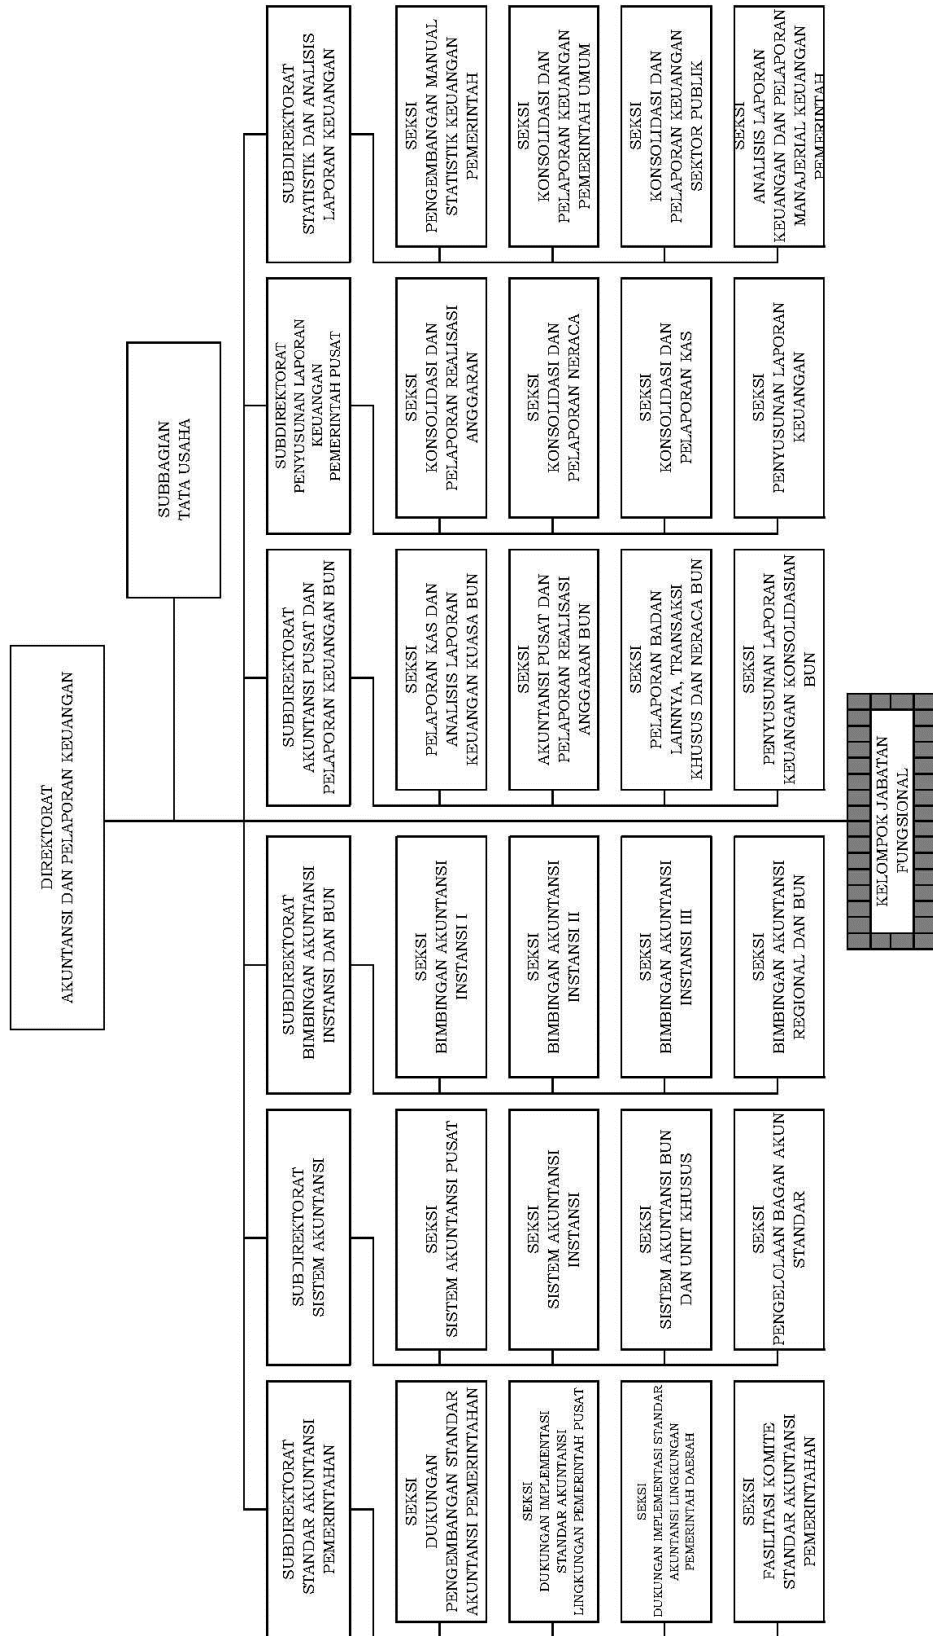 DIREKTORAT
AKUNTANSI DAN PELAPORAN KEUANGAN
SUBBAGIAN
TATA USAHA
SUBDIREKTORAT
STANDAR AKUNTANSI
PEMERINTAHAN
SEKSI
DUKUNGAN
PENGEMBANGAN STANDAR
AKUNTANSI PEMERINTAHAN
SEKSI
DUKUNGAN IMPLEMENTASI
STANDAR AKUNTANSI
LINGKUNGAN PEMERINTAH PUSAT
SEKSI
DUKUNGAN IMPLEMENTASI STANDAR
AKUNTANSI LINGKUNGAN
PEMERINTAH DAERAH
SEKSI
FASILITASI KOMITE
STANDAR AKUNTANSI
PEMERINTAHAN
SUBDIREKTORAT
SISTEM AKUNTANSI
SEKSI
SISTEM AKUNTANSI PUSAT
SEKSI
SISTEM AKUNTANSI
INSTANSI
SEKSI
SISTEM AKUNTANSI BUN
DAN UNIT KHUSUS
SEKSI
PENGELOLAAN BAGAN AKUN
STANDAR
SUBDIREKTORAT
BIMBINGAN AKUNTANSI
INSTANSI DAN BUN
SEKSI
BIMBINGAN AKUNTANSI
INSTANSI I
SEKSI
BIMBINGAN AKUNTANSI
INSTANSI II
SEKSI
BIMBINGAN AKUNTANSI
INSTANSI III
SEKSI
BIMBINGAN AKUNTANSI
REGIONAL DAN BUN
SUBDIREKTORAT
AKUNTANSI PUSAT DAN
PELAPORAN KEUANGAN BUN
SEKSI
PELAPORAN KAS DAN
ANALISIS LAPORAN
KEUANGAN KUASA BUN
SEKSI
AKUNTANSI PUSAT DAN
PELAPORAN REALISASI
ANGGARAN BUN
SEKSI
PELAPORAN BADAN
LAINNYA, TRANSAKSI
KHUSUS DAN NERACA BUN
SEKSI
PENYUSUNAN LAPORAN
KEUANGAN KONSOLIDASIAN
BUN
SUBDIREKTORAT
PENYUSUNAN LAPORAN
KEUANGAN
PEMERINTAH PUSAT
SEKSI
KONSOLIDASI DAN
PELAPORAN REALISASI
ANGGARAN
SEKSI
KONSOLIDASI DAN
PELAPORAN NERACA
SEKSI
KONSOLIDASI DAN
PELAPORAN KAS
SEKSI
PENYUSUNAN LAPORAN
KEUANGAN
SUBDIREKTORAT
STATISTIK DAN ANALISIS
LAPORAN KEUANGAN
SEKSI
PENGEMBANGAN MANUAL
STATISTIK KEUANGAN
PEMERINTAH
SEKSI
KONSOLIDASI DAN
PELAPORAN KEUANGAN
PEMERINTAH UMUM
SEKSI
KONSOLIDASI DAN
PELAPORAN KEUANGAN
SEKTOR PUBLIK
SEKSI
ANALISIS LAPORAN
KEUANGAN DAN PELAPORAN
MANAJERIAL KEUANGAN
PEMERINTAH
KELOMPOK JABATAN
FUNGSIONAL